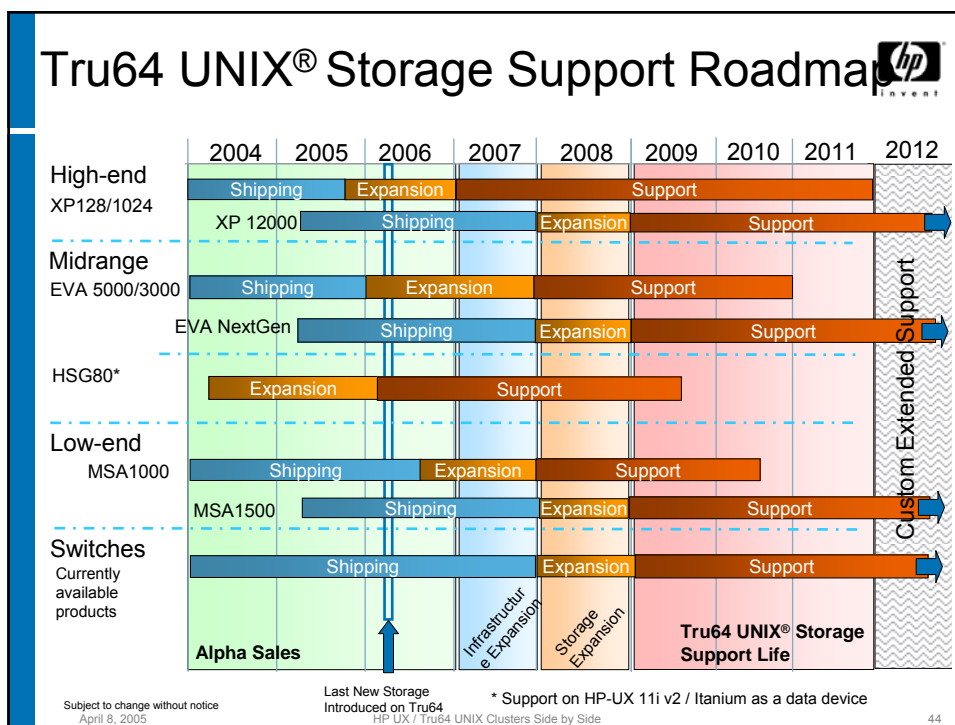 Tru64 UNIX® Storage Support Roadmap
hp
invent
2004 2005 2006 2007 2008 2009 2010 2011 2012
High-end
XP128/1024
Shipping Expansion Support
XP 12000
Shipping Expansion Support
Midrange
EVA 5000/3000
Shipping Expansion Support
EVA NextGen
Shipping Expansion Support
HSG80*
Expansion Support
Low-end
MSA1000
Shipping Expansion Support
MSA1500
Shipping Expansion Support
Switches
Currently
available
products
Shipping Expansion Support
Custom Extended Support
Alpha Sales
Infrastructur
e Expansion
Storage
Expansion
Tru64 UNIX® Storage
Support Life
Last New Storage
Introduced on Tru64
* Support on HP-UX 11i v2 / Itanium as a data device
Subject to change without notice
April 8, 2005
HP UX / Tru64 UNIX Clusters Side by Side
44